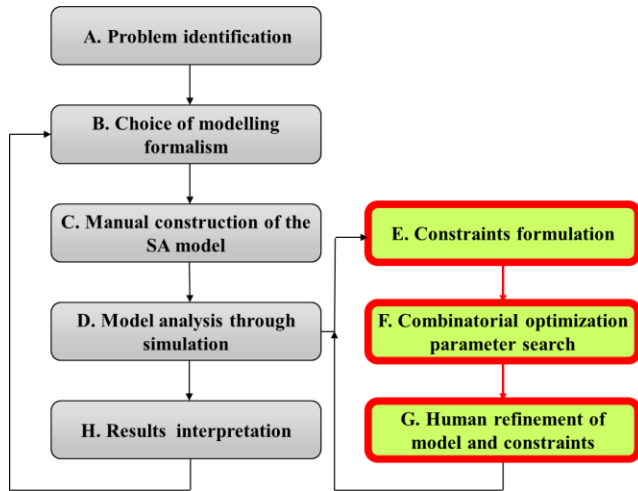 A. Problem identification
B. Choice of modelling
formalism
C. Manual construction of the
SA model
D. Model analysis through
simulation
H. Results interpretation
E. Constraints formulation
F. Combinatorial optimization
parameter search
G. Human refinement of
model and constraints